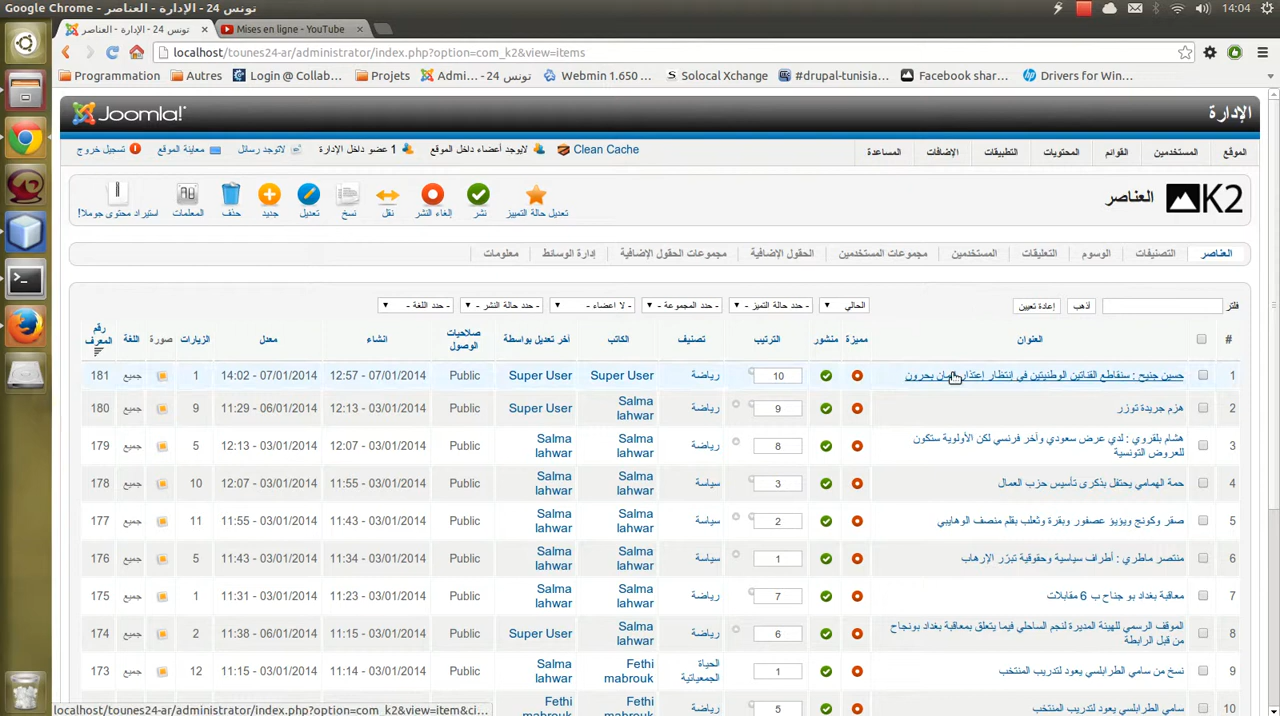 Google Chrome - تونس 24 - الإدارة - العناصر
14:04
تونس 24 - الإدارة - العناصر
Mises en ligne - YouTube
localhost/tounes24-ar/administrator/index.php?option=com_k2&view=items
Programmation
Autres
Login @ Collab...
Projets
Admi... - 24 تونس
Webmin 1.650 ...
Solocal Xchange
#drupal-tunisia...
Facebook shar...
Drivers for Win...
Joomla!
الإدارة
الموقع
المستخدمين
القوائم
المحتويات
التطبيقات
الإضافات
المساعدة
Clean Cache
لايوجد أعضاء داخل الموقع
1 عضو داخل الإدارة
لاتوجد رسائل
معاينة الموقع
تسجيل خروج
K2
العناصر
تعديل حالة التمييز
نشر
إلغاء النشر
نقل
نسخ
تعديل
جديد
حذف
المعلمات
استيراد محتوى جوملا!
العناصر
التصنيفات
الوسوم
التعليقات
المستخدمين
مجموعات المستخدمين
الحقول الإضافية
مجموعات الحقول الإضافية
إدارة الوسائط
معلومات
فلتر
أذهب
إعادة تعيين
الحالي
- حدد حالة التميز -
- حدد المجموعة -
- لا اعضاء -
- حدد حالة النشر -
- حدد اللغة -
#
العنوان
مميزة
منشور
الترتيب
تصنيف
الكاتب
أخر تعديل بواسطة
صلاحيات الوصول
انشاء
معدل
الزيارات
صورة
اللغة
رقم المعرف
1 حسين جنيح : سنقاطع القناتين الوطنيتين في إنتظار إعتذار بحرون 10 رياضة Super User Super User Public 07/01/2014 - 12:57 07/01/2014 - 14:02 1 جميع 181
2 هزم جريدة توزر 9 رياضة Salma lahwar Salma lahwar Public 03/01/2014 - 12:13 06/01/2014 - 11:29 9 جميع 180
3 هشام بلقروي : لدي عرض سعودي وآخر فرنسي لكن الأولوية ستكون للعروض التونسية 8 رياضة Salma lahwar Salma lahwar Public 03/01/2014 - 12:07 03/01/2014 - 12:13 5 جميع 179
4 حمة الهمامي يحتفل بذكرى تأسيس حزب العمال 3 سياسة Salma lahwar Salma lahwar Public 03/01/2014 - 11:55 03/01/2014 - 12:07 10 جميع 178
5 صقر وكونج ويؤيؤ عصفور وبقرة وثعلب بقلم منصف الوهايبي 2 سياسة Salma lahwar Salma lahwar Public 03/01/2014 - 11:43 03/01/2014 - 11:55 11 جميع 177
6 منتصر ماطري : أطراف سياسية وحقوقية تبرّر الإرهاب 1 سياسة Salma lahwar Salma lahwar Public 03/01/2014 - 11:34 03/01/2014 - 11:43 5 جميع 176
7 معاقبة بغداد بو جناح ب 6 مقابلات 7 رياضة Salma lahwar Salma lahwar Public 03/01/2014 - 11:23 03/01/2014 - 11:31 1 جميع 175
8 الموقف الرسمي للهيئة المديرة لنجم الساحلي فيما يتعلق بمعاقبة بغداد بونجاح من قبل الرابطة 6 رياضة Salma lahwar Super User Public 03/01/2014 - 11:15 06/01/2014 - 11:38 2 جميع 174
9 نسخ من سامي الطرابلسي يعود لتدريب المنتخب 1 الحياة الجمعياتية Fethi mabrouk Salma lahwar Public 03/01/2014 - 11:14 03/01/2014 - 11:15 12 جميع 173
10 سامي الطرابلسي يعود لتدريب المنتخب 5 رياضة Fethi mabrouk Fethi mabrouk
localhost/tounes24-ar/administrator/index.php?option=com_k2&view=item&ci...